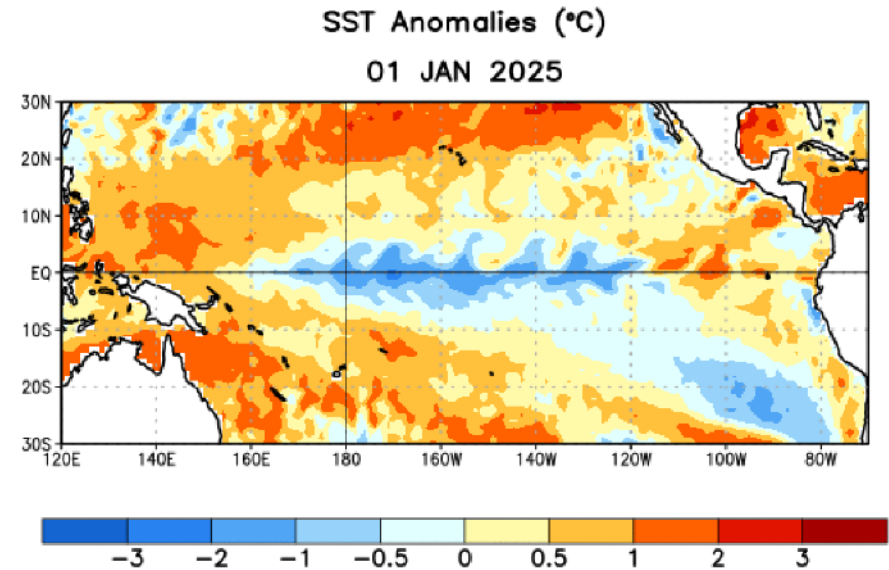 SST Anomalies (°C)
01 JAN 2025
30N
20N
10N
EQ
10S
20S
30S
120E 140E 160E 180 160W 140W 120W 100W 80W
-3 -2 -1 -0.5 0 0.5 1 2 3